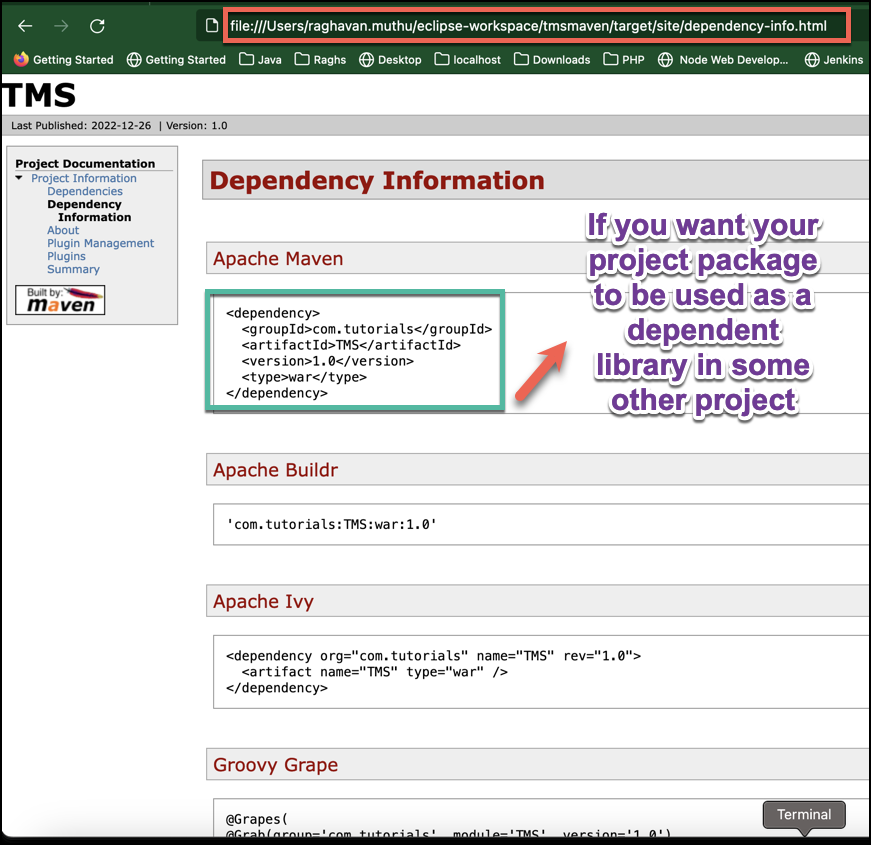 file:///Users/raghavan.muthu/eclipse-workspace/tmsmaven/target/site/dependency-info.html
Getting Started Getting Started Java Raghs Desktop localhost Downloads PHP Node Web Develop... Jenkins
TMS
Last Published: 2022-12-26 | Version: 1.0
Project Documentation
Project Information
Dependencies
Dependency
Information
About
Plugin Management
Plugins
Summary
Built by:
maven
Dependency Information
If you want your
project package
to be used as a
dependent
library in some
other project
Apache Maven
<dependency>
  <groupId>com.tutorials</groupId>
  <artifactId>TMS</artifactId>
  <version>1.0</version>
  <type>war</type>
</dependency>
Apache Buildr
'com.tutorials:TMS:war:1.0'
Apache Ivy
<dependency org="com.tutorials" name="TMS" rev="1.0">
  <artifact name="TMS" type="war" />
</dependency>
Groovy Grape
@Grapes(
@Grab(group='com.tutorials', module='TMS', version='1.0')
Terminal